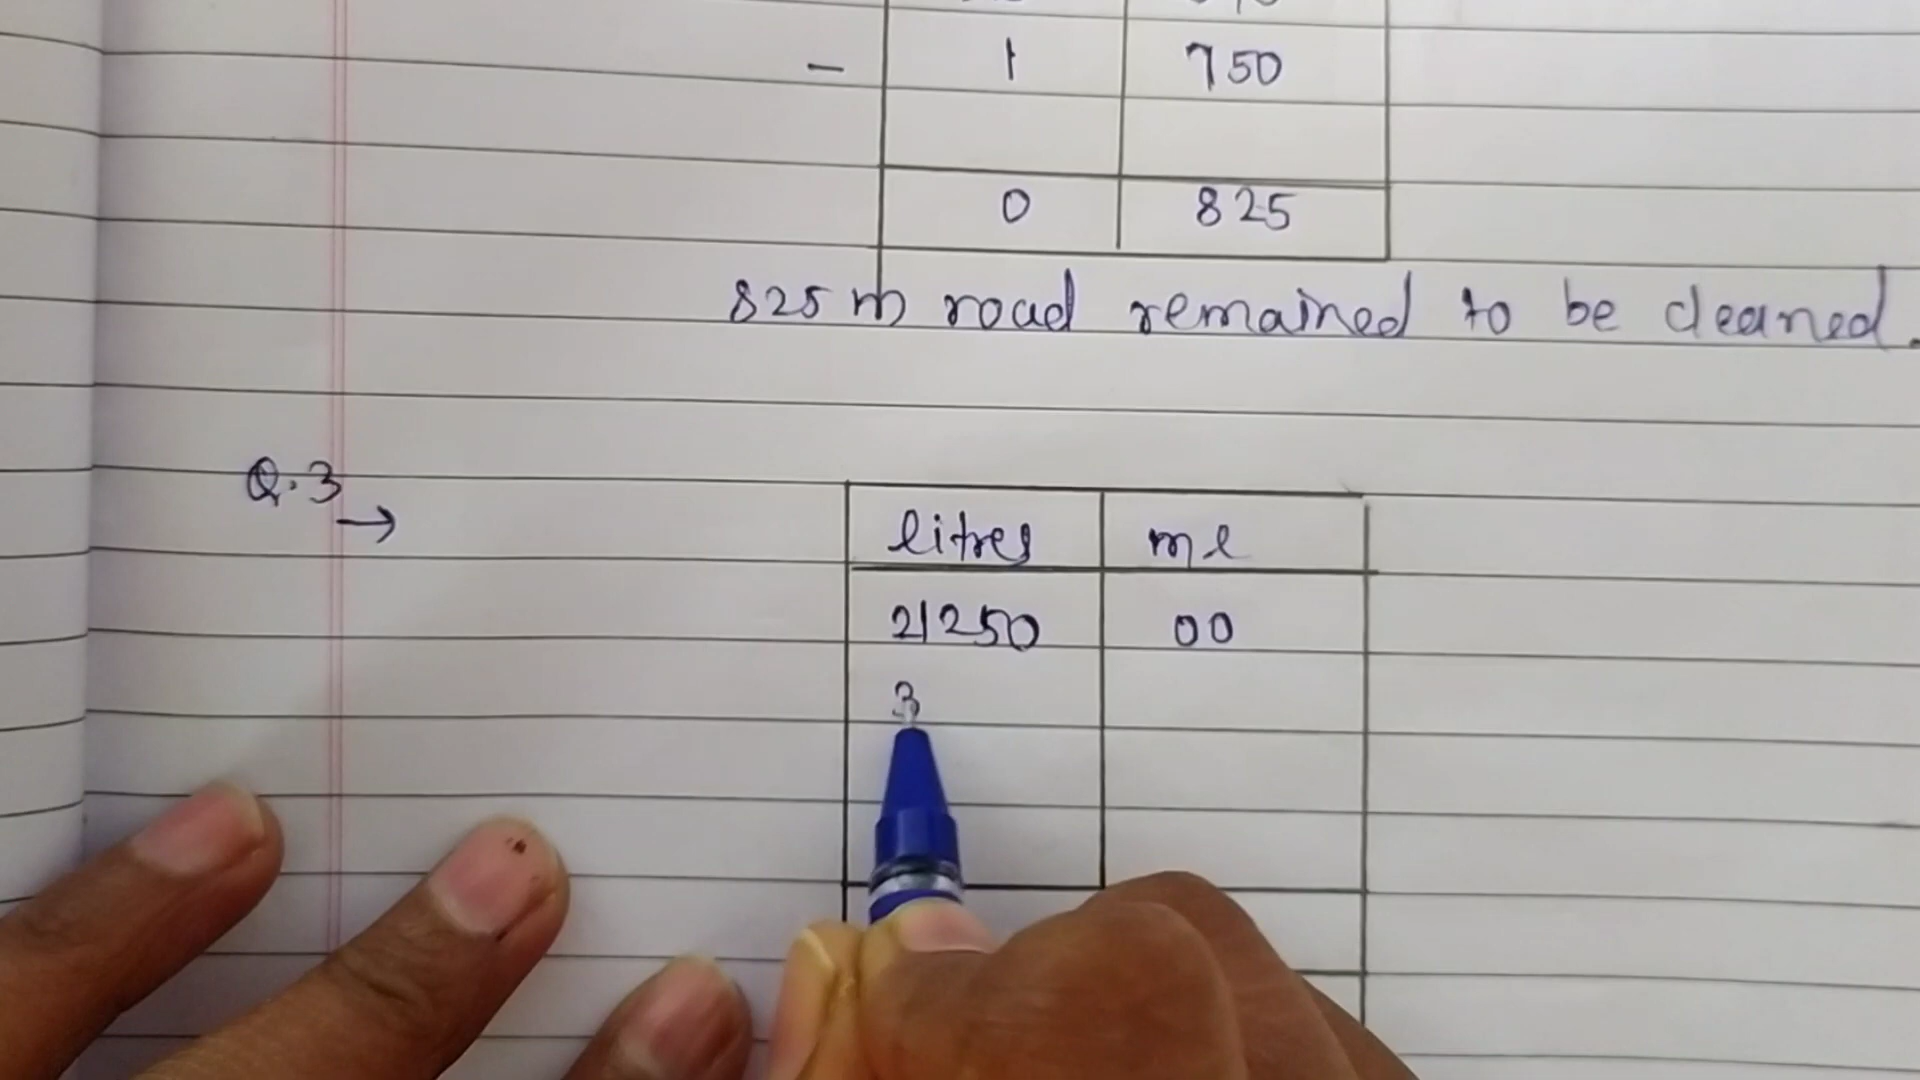 - 1 750
0 825
825 m road remained to be cleaned.
Q.3 →
litres ml
21250 00
3